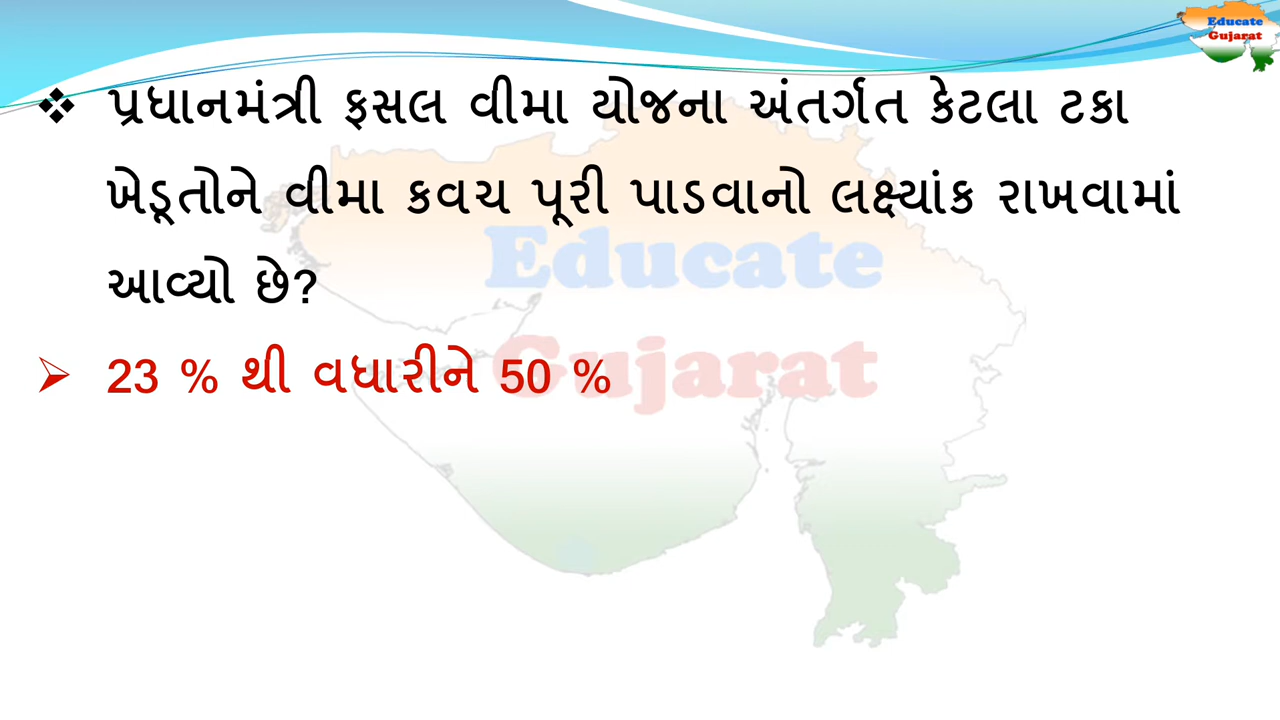 Educate
Gujarat
❖ પ્રધાનમંત્રી ફસલ વીમા યોજના અંતર્ગત કેટલા ટકા
ખેડૂતોને વીમા કવચ પૂરી પાડવાનો લક્ષ્યાંક રાખવામાં
આવ્યો છે?
➢ 23 % થી વધારીને 50 %
Educate
Gujarat